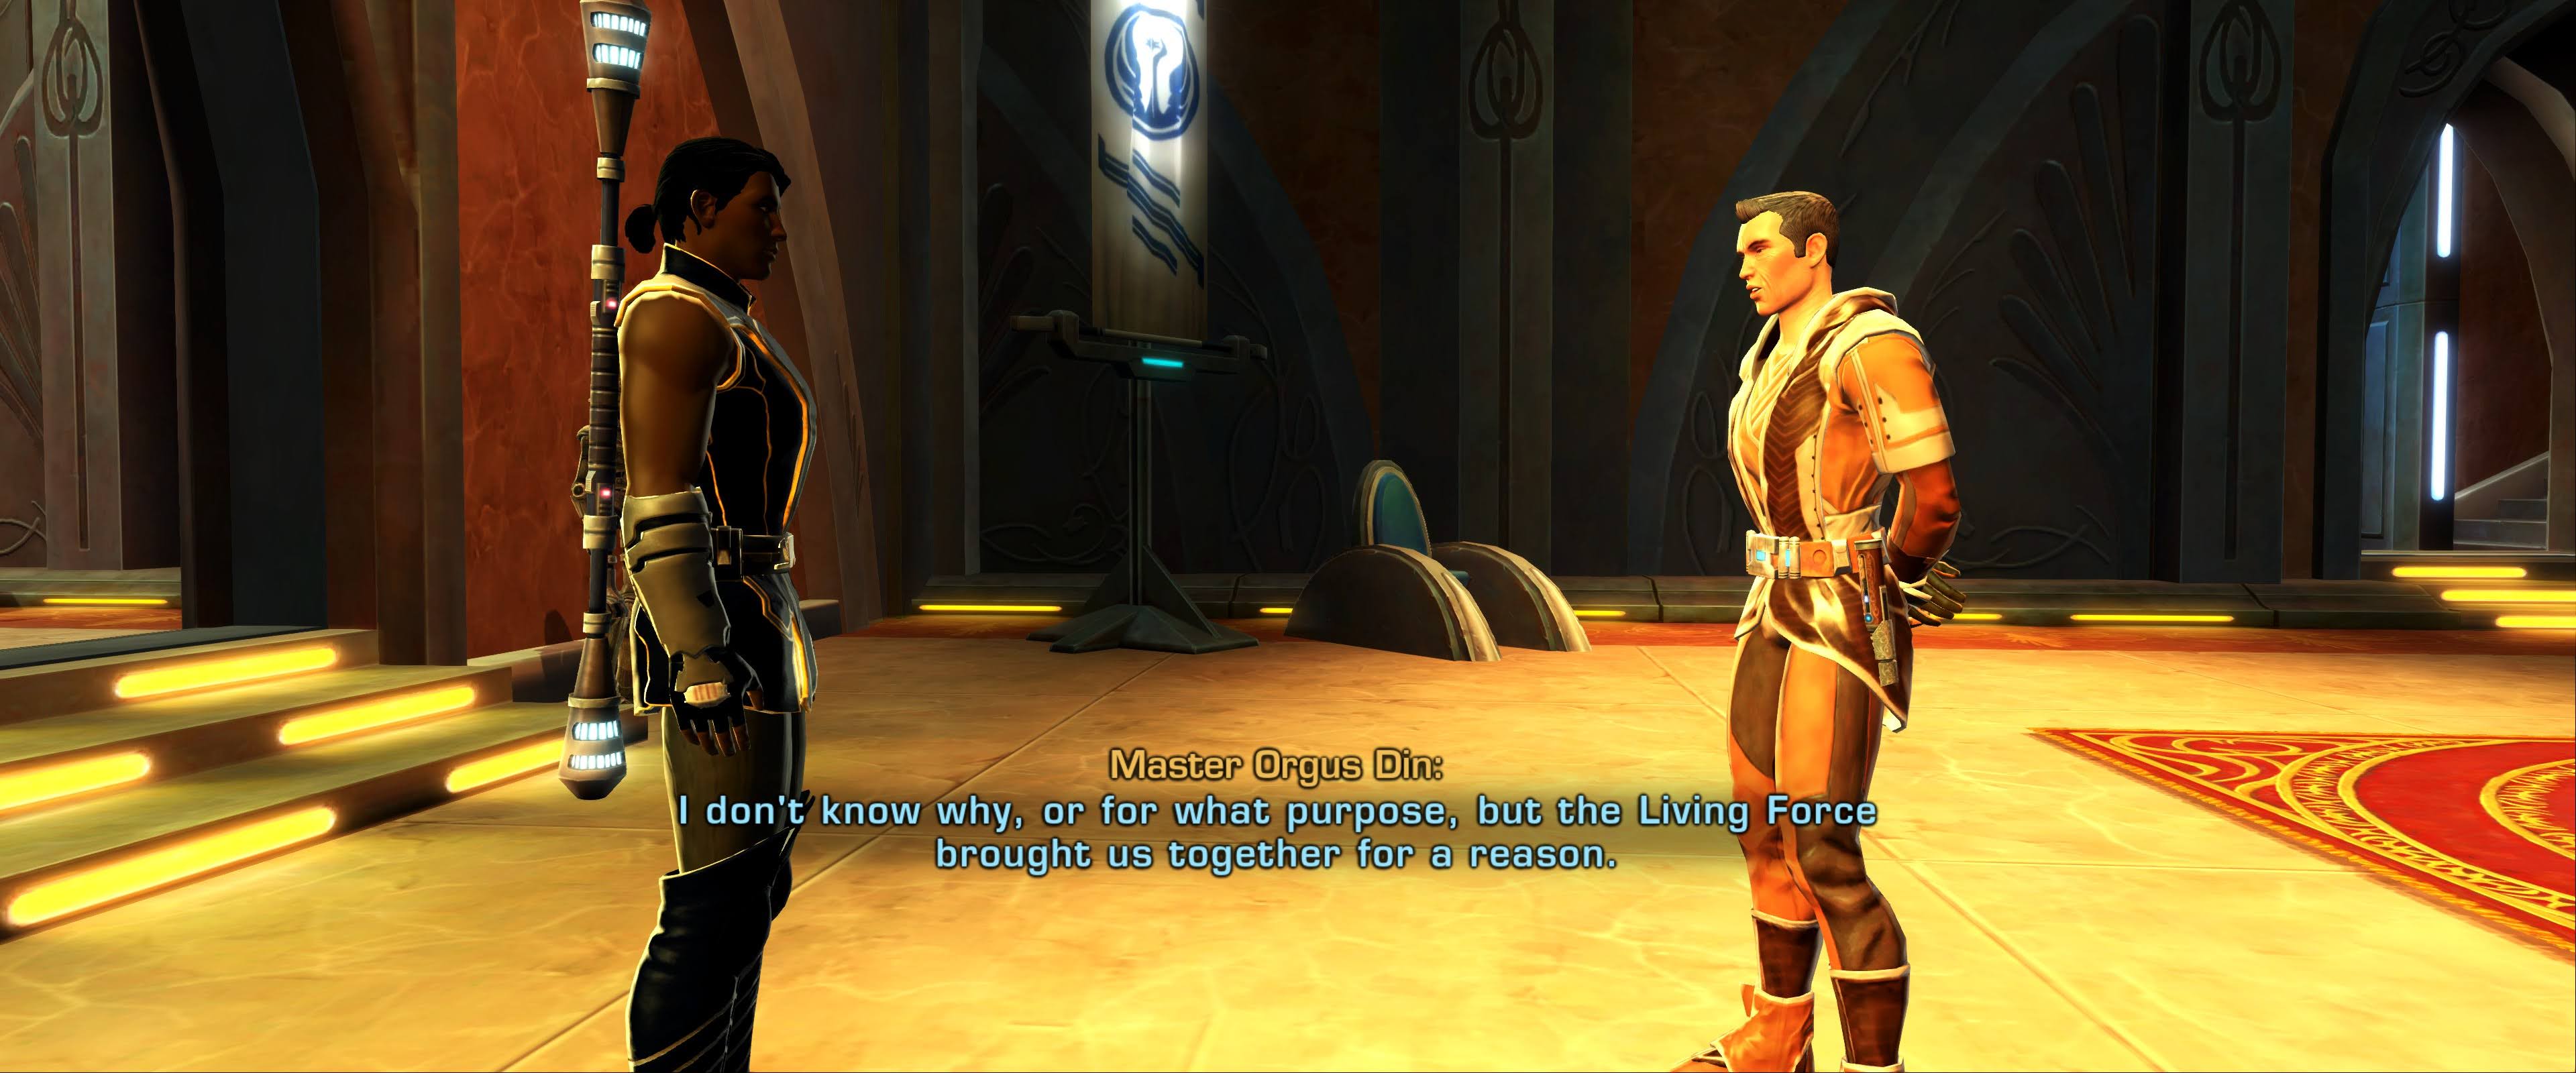 Master Orgus Din:
I don't know why, or for what purpose, but the Living Force
brought us together for a reason.